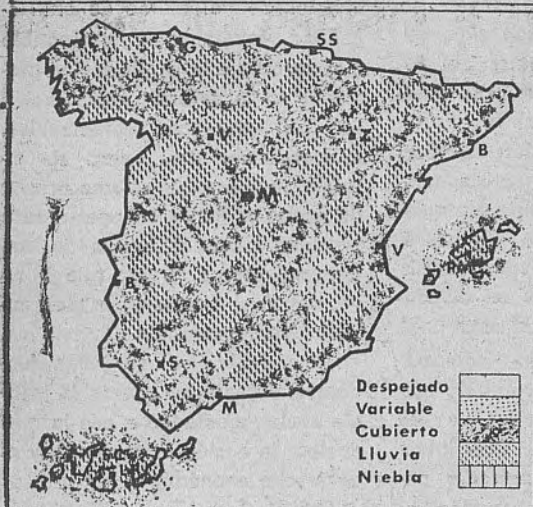 G
SS
V
Z
B
M
V
P
B
S
M
Despejado
Variable
Cubierto
Lluvia
Niebla